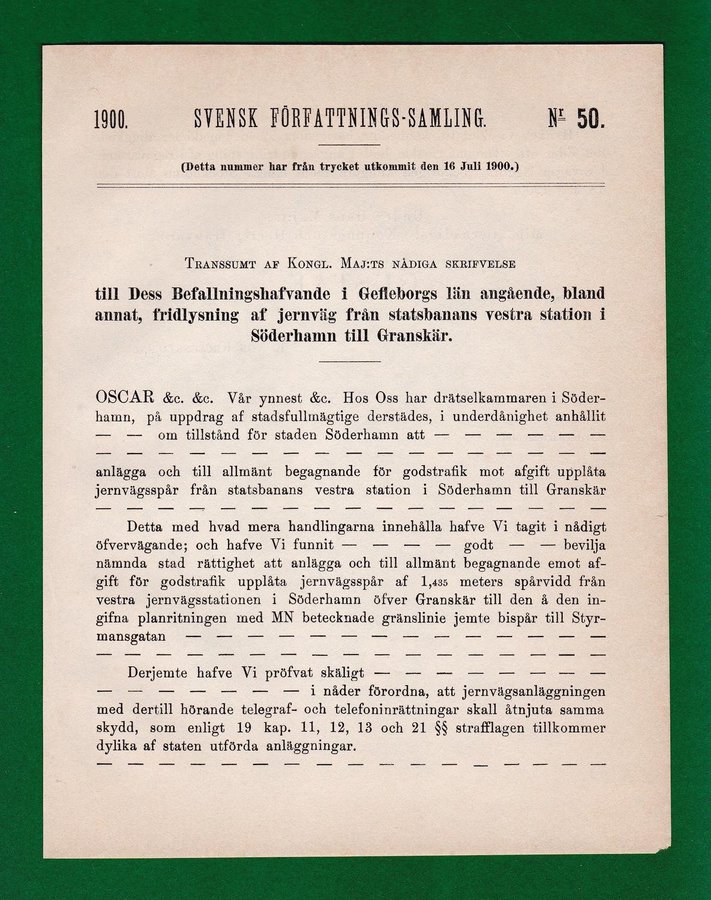 1900. SVENSK FÖRFATTNINGS-SAMLING. Nr 50.
(Detta nummer har från trycket utkommit den 16 Juli 1900.)
Transsumt af Kongl. Maj:ts nådiga skrifvelse
till Dess Befallningshafvande i Gefleborgs län angående, bland
annat, fridlysning af jernväg från statsbanans vestra station i
Söderhamn till Granskär.
OSCAR &c. &c. Vår ynnest &c. Hos Oss har drätselkammaren i Söder-
hamn, på uppdrag af stadsfullmägtige derstädes, i underdånighet anhållit
— — om tillstånd för staden Söderhamn att — — — — — —
— — — — — — — — — — — — — — — — —
anlägga och till allmänt begagnande för godstrafik mot afgift upplåta
jernvägsspår från statsbanans vestra station i Söderhamn till Granskär
— — — — — — — — — — — — — — — — —
Detta med hvad mera handlingarna innehålla hafve Vi tagit i nådigt
öfvervägande; och hafve Vi funnit — — — — godt — — bevilja
nämnda stad rättighet att anlägga och till allmänt begagnande emot af-
gift för godstrafik upplåta jernvägsspår af 1,435 meters spårvidd från
vestra jernvägsstationen i Söderhamn öfver Granskär till den å den in-
gifna planritningen med MN betecknade gränslinie jemte bispår till Styr-
mansgatan — — — — — — — — — — — — — —
— — — — — — — — — — — — — — — — —
Derjemte hafve Vi pröfvat skäligt — — — — — — — —
— — — — — — — i nåder förordna, att jernvägsanläggningen
med dertill hörande telegraf- och telefoninrättningar skall åtnjuta samma
skydd, som enligt 19 kap. 11, 12, 13 och 21 §§ strafflagen tillkommer
dylika af staten utförda anläggningar.
— — — — — — — — — — — — — — — — —